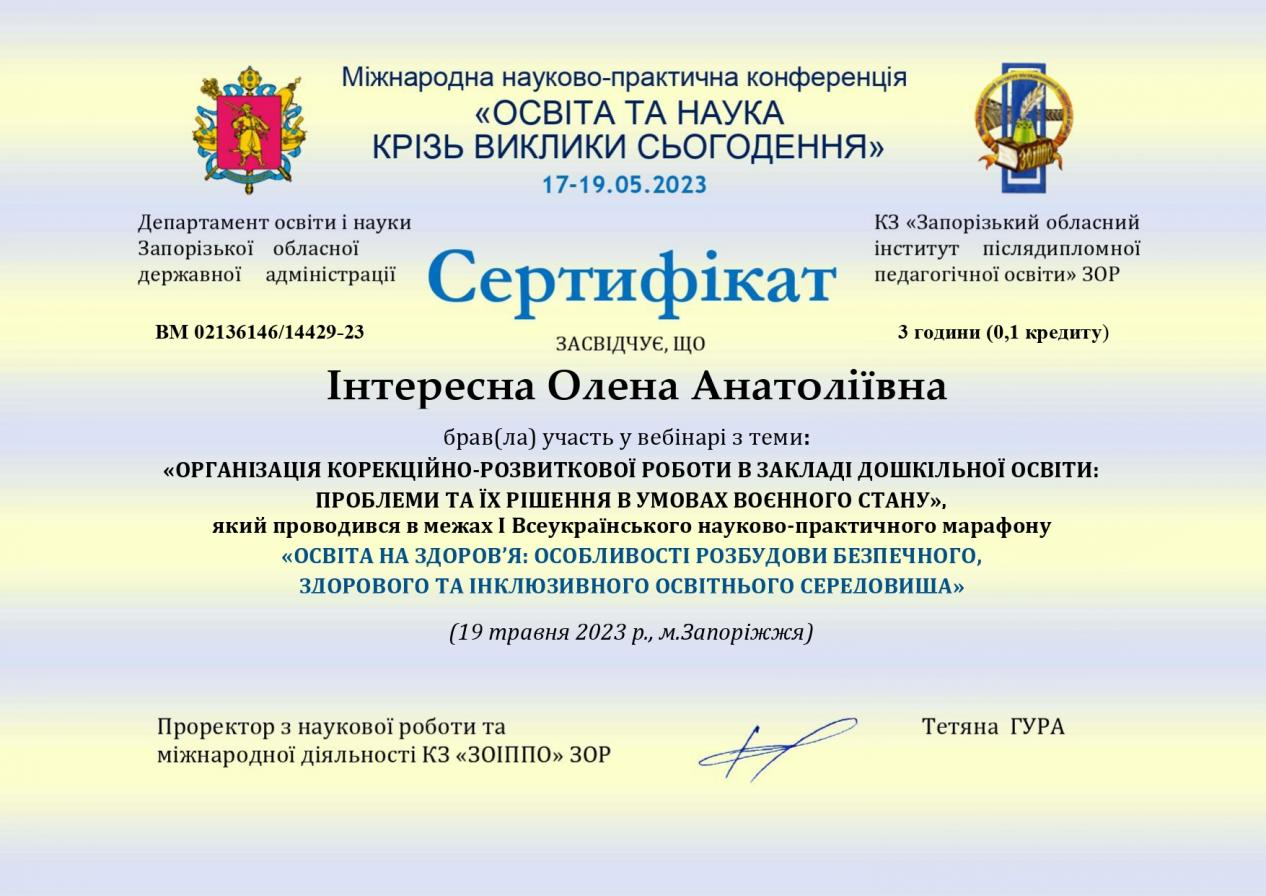 Міжнародна науково-практична конференція
«ОСВІТА ТА НАУКА
КРІЗЬ ВИКЛИКИ СЬОГОДЕННЯ»
17-19.05.2023
Департамент освіти і науки
Запорізької обласної
державної адміністрації
КЗ «Запорізький обласний
інститут післядипломної
педагогічної освіти» ЗОР
ЗОІППО
Сертифікат
ВМ 02136146/14429-23
3 години (0,1 кредиту)
ЗАСВІДЧУЄ, ЩО
Інтересна Олена Анатоліївна
брав(ла) участь у вебінарі з теми:
«ОРГАНІЗАЦІЯ КОРЕКЦІЙНО-РОЗВИТКОВОЇ РОБОТИ В ЗАКЛАДІ ДОШКІЛЬНОЇ ОСВІТИ:
ПРОБЛЕМИ ТА ЇХ РІШЕННЯ В УМОВАХ ВОЄННОГО СТАНУ»,
який проводився в межах І Всеукраїнського науково-практичного марафону
«ОСВІТА НА ЗДОРОВ’Я: ОСОБЛИВОСТІ РОЗБУДОВИ БЕЗПЕЧНОГО,
ЗДОРОВОГО ТА ІНКЛЮЗИВНОГО ОСВІТНЬОГО СЕРЕДОВИЩА»
(19 травня 2023 р., м.Запоріжжя)
Проректор з наукової роботи та
міжнародної діяльності КЗ «ЗОІППО» ЗОР
Тетяна ГУРА